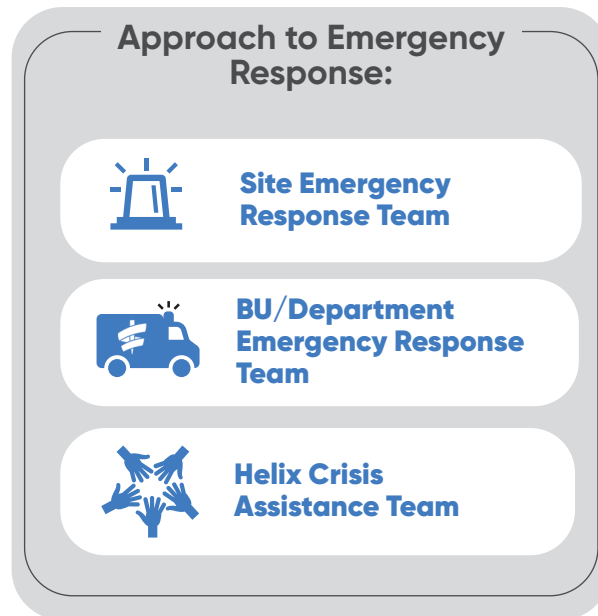 Approach to Emergency
Response:
Site Emergency
Response Team
BU/Department
Emergency Response
Team
Helix Crisis
Assistance Team